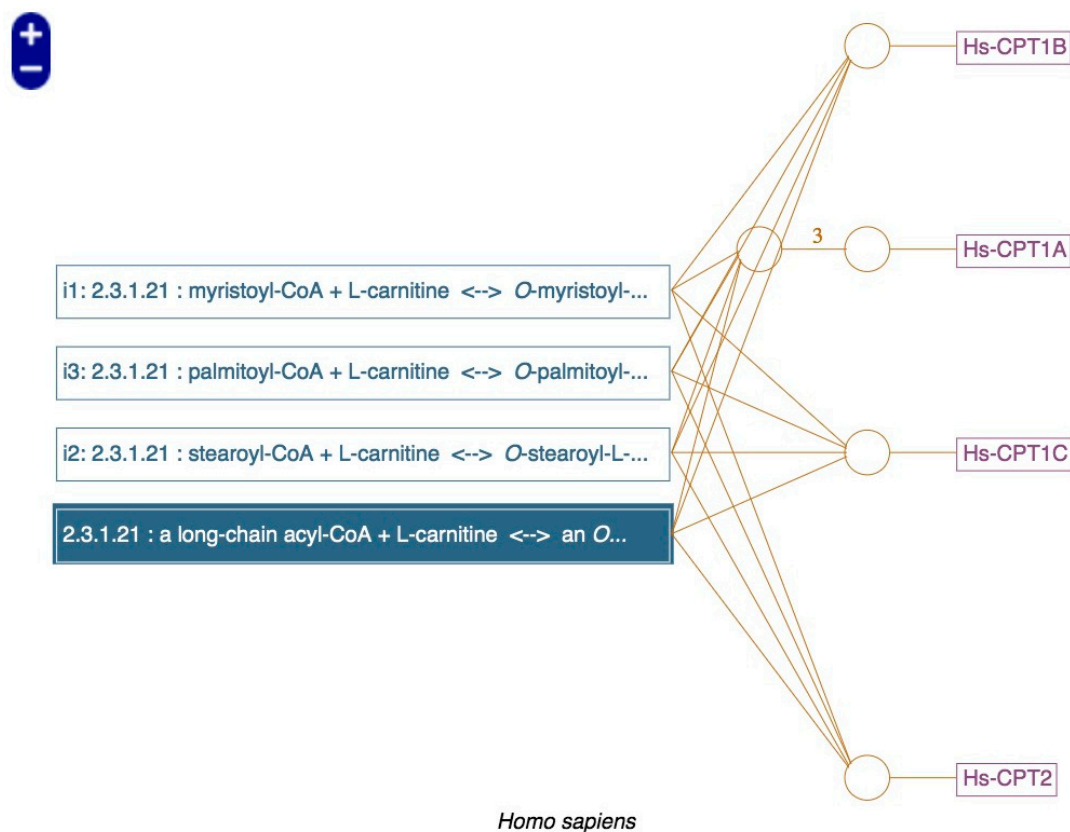 +
−
Hs-CPT1B
3
Hs-CPT1A
i1: 2.3.1.21 : myristoyl-CoA + L-carnitine <--> O-myristoyl-...
i3: 2.3.1.21 : palmitoyl-CoA + L-carnitine <--> O-palmitoyl-...
i2: 2.3.1.21 : stearoyl-CoA + L-carnitine <--> O-stearoyl-L-...
Hs-CPT1C
2.3.1.21 : a long-chain acyl-CoA + L-carnitine <--> an O...
Hs-CPT2
Homo sapiens